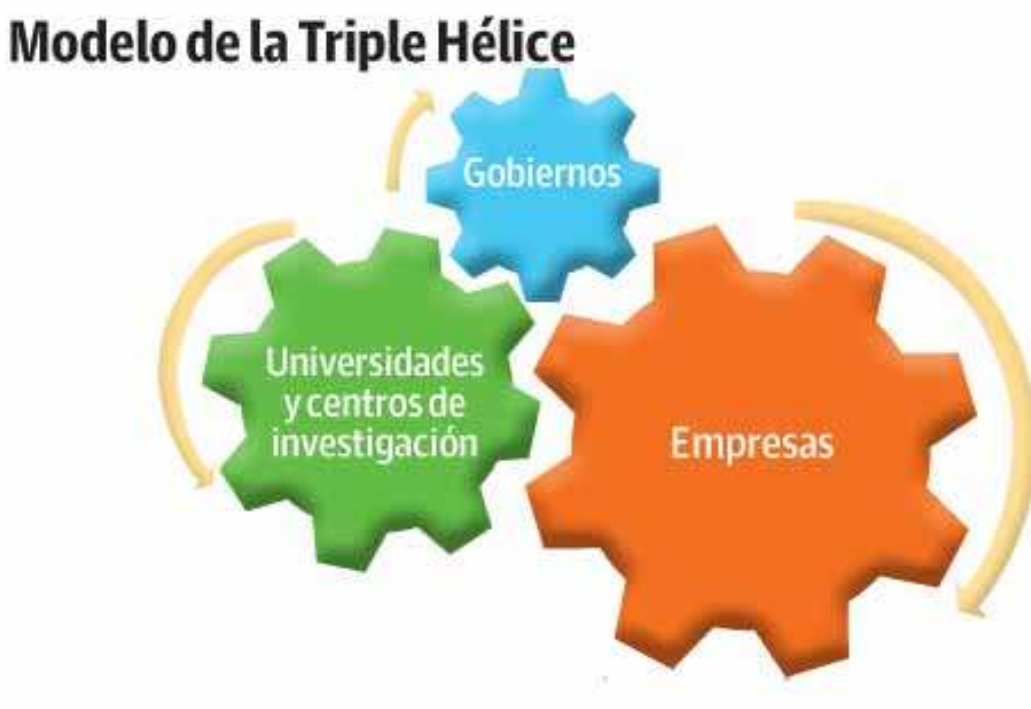 Modelo de la Triple Hélice
Gobiernos
Universidades
y centros de
investigación
Empresas